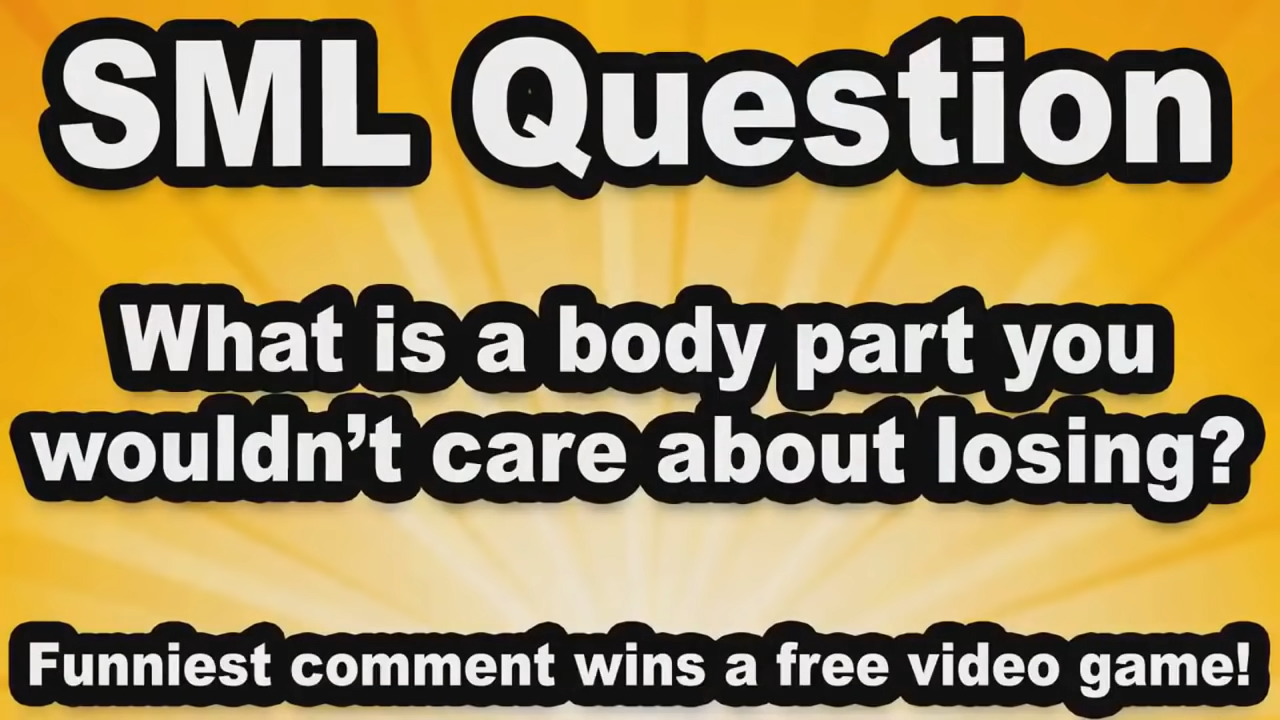 SML Question
What is a body part you
wouldn't care about losing?
Funniest comment wins a free video game!